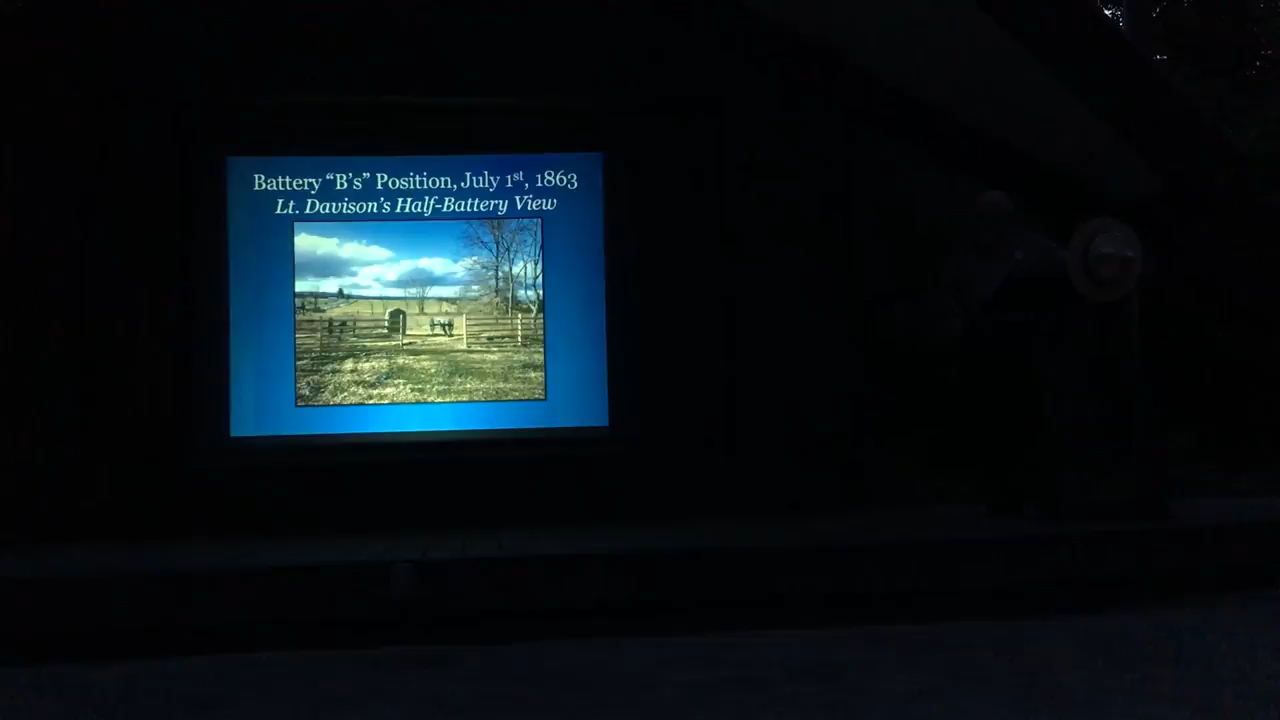 Battery “B’s” Position, July 1st, 1863
Lt. Davison’s Half-Battery View